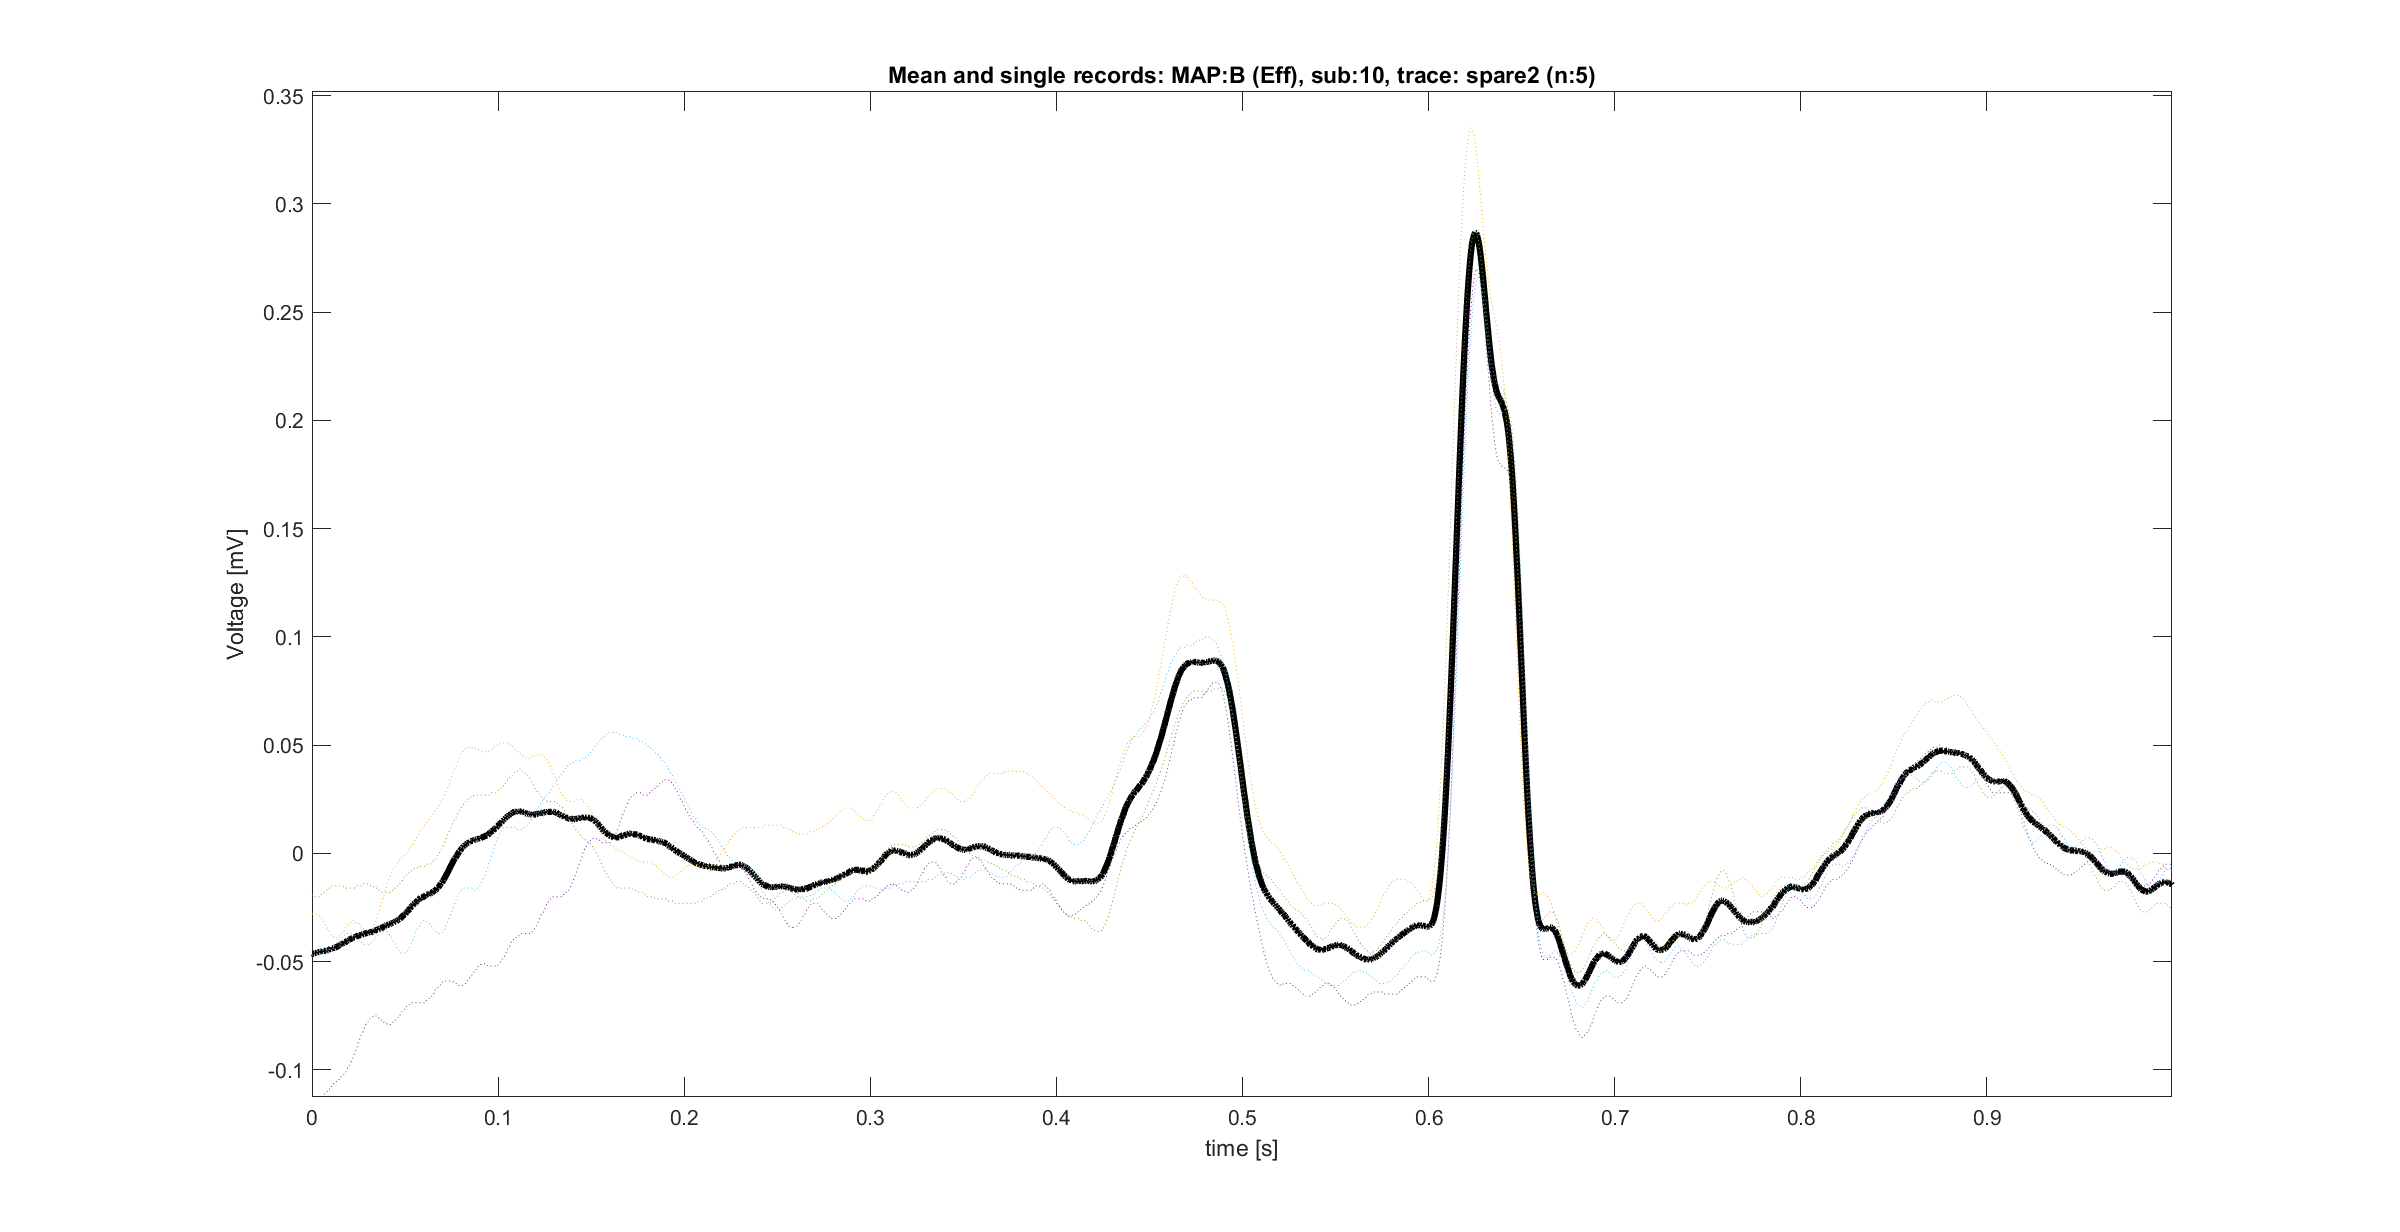 Mean and single records: MAP:B (Eff), sub:10, trace: spare2 (n:5)
0.35
0.3
0.25
0.2
0.15
0.1
0.05
0
-0.05
-0.1
Voltage [mV]
0 0.1 0.2 0.3 0.4 0.5 0.6 0.7 0.8 0.9
time [s]